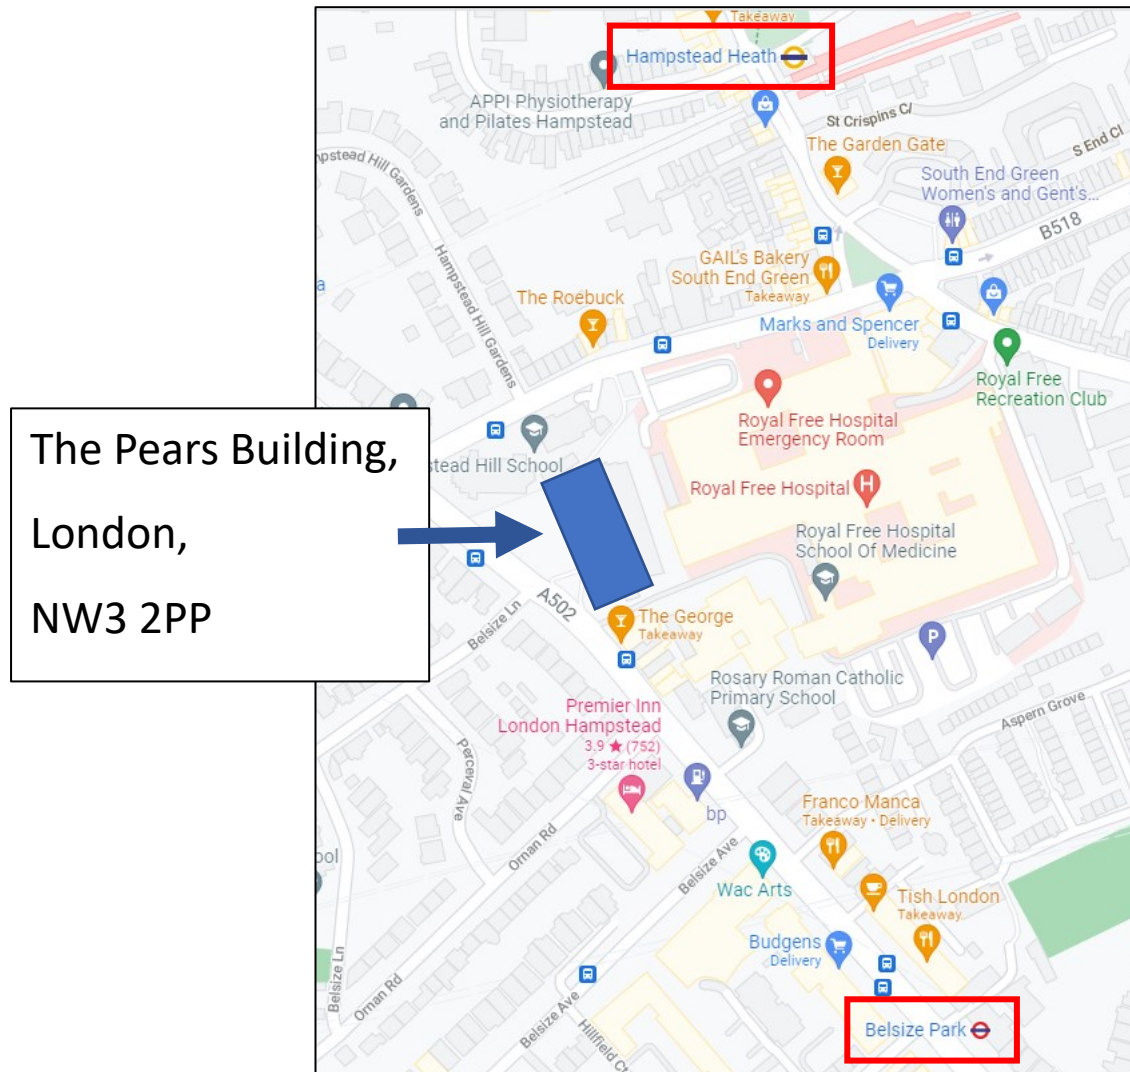 Takeaway
Hampstead Heath
APPI Physiotherapy
and Pilates Hampstead
St Crispins Cl
The Garden Gate
S End Cl
South End Green
Women's and Gent's...
B518
pstead Hill Gardens
Hampstead Hill Gardens
GAIL's Bakery
South End Green
Takeaway
a
The Roebuck
Marks and Spencer
Delivery
Royal Free
Recreation Club
Royal Free Hospital
Emergency Room
The Pears Building,
London,
NW3 2PP
stead Hill School
Royal Free Hospital
H
Royal Free Hospital
School Of Medicine
A502
Belsize Ln
The George
Takeaway
P
Rosary Roman Catholic
Primary School
Aspern Grove
Premier Inn
London Hampstead
3.9 ★ (752)
3-star hotel
Perceval Ave
bp
Franco Manca
Takeaway • Delivery
Ornan Rd
Belsize Ave
ool
Wac Arts
Tish London
Takeaway
Budgens
Delivery
Belsize Ln
Ornan Rd
Belsize Ave
Hillfield Ct
Belsize Park